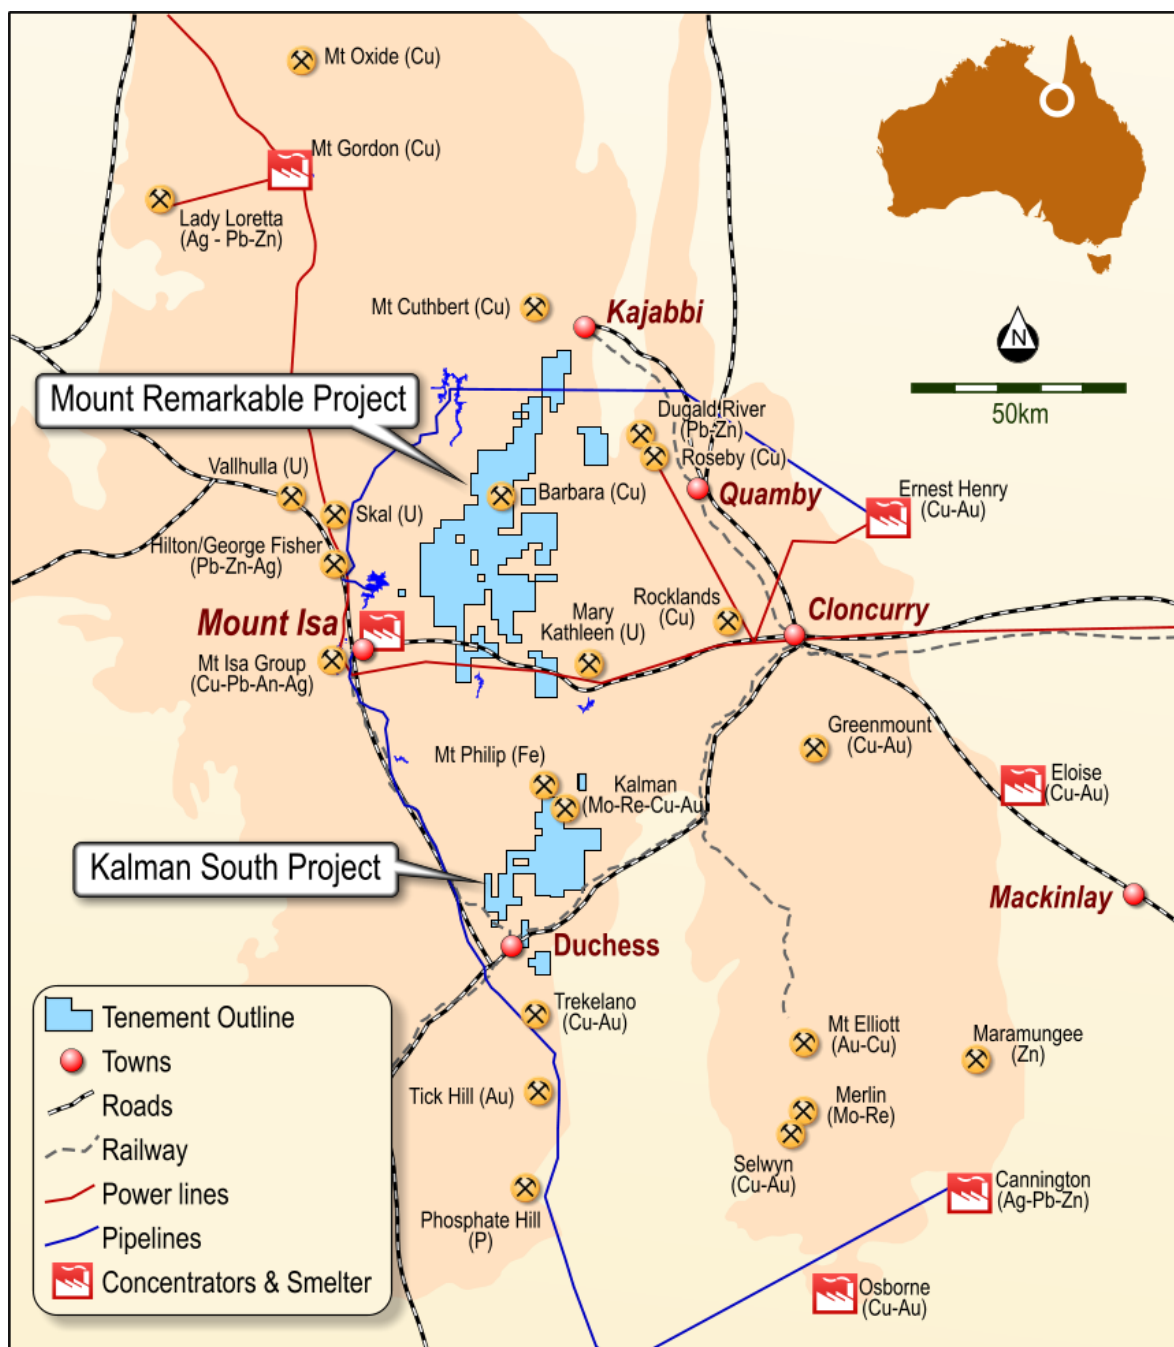 Mt Oxide (Cu)
Mt Gordon (Cu)
Lady Loretta
(Ag - Pb-Zn)
Mt Cuthbert (Cu)
Kajabbi
N
50km
Mount Remarkable Project
Dugald River
(Pb-Zn)
Roseby (Cu)
Vallhulla (U)
Skal (U)
Barbara (Cu)
Quamby
Ernest Henry
(Cu-Au)
Hilton/George Fisher
(Pb-Zn-Ag)
Mount Isa
Mary
Kathleen (U)
Rocklands
(Cu)
Cloncurry
Mt Isa Group
(Cu-Pb-An-Ag)
Greenmount
(Cu-Au)
Mt Philip (Fe)
Kalman
(Mo-Re-Cu-Au)
Eloise
(Cu-Au)
Kalman South Project
Mackinlay
Duchess
Trekelano
(Cu-Au)
Mt Elliott
(Au-Cu)
Maramungee
(Zn)
Tick Hill (Au)
Merlin
(Mo-Re)
Selwyn
(Cu-Au)
Cannington
(Ag-Pb-Zn)
Phosphate Hill
(P)
Osborne
(Cu-Au)
Tenement Outline
Towns
Roads
Railway
Power lines
Pipelines
Concentrators & Smelter